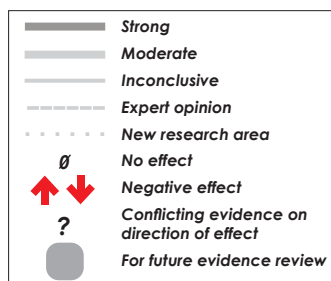 Strong
Moderate
Inconclusive
Expert opinion
New research area
Ø No effect
Negative effect
? Conflicting evidence on
direction of effect
For future evidence review